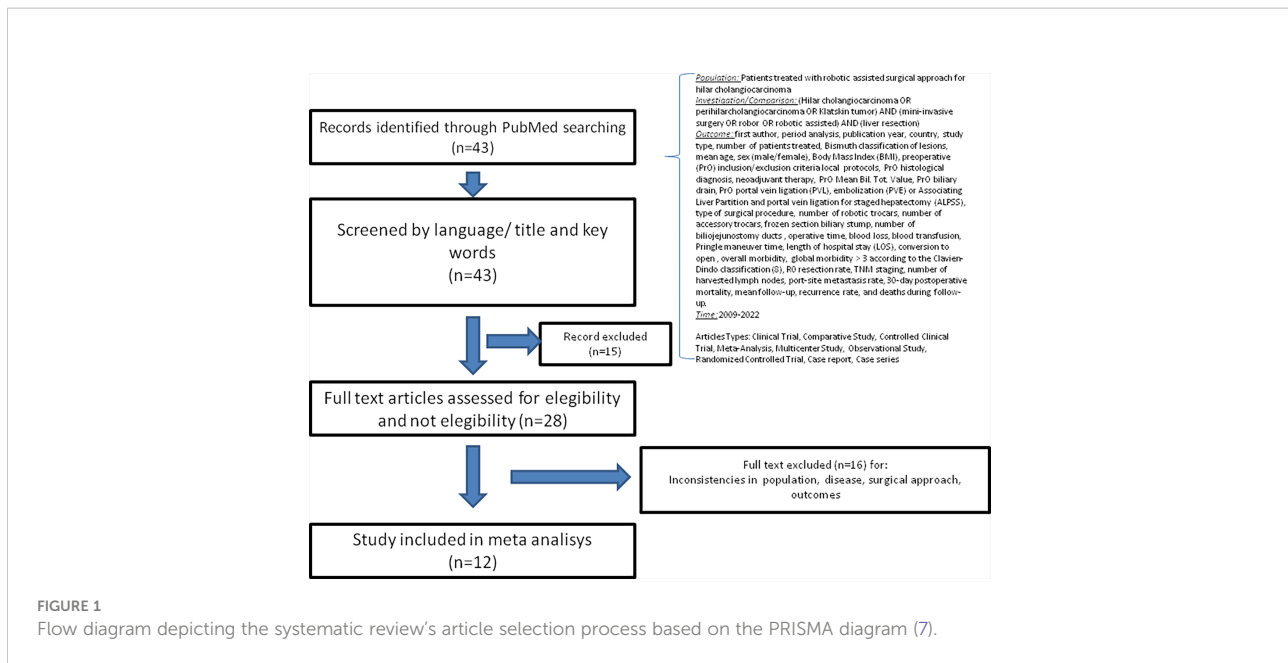 Records identified through PubMed searching
(n=43)
Screened by language/ title and key
words
(n=43)
Record excluded
(n=15)
Full text articles assessed for elegibility
and not elegibility (n=28)
Full text excluded (n=16) for:
Inconsistencies in population, disease, surgical approach,
outcomes
Study included in meta analisys
(n=12)
Population: Patients treated with robotic assisted surgical approach for
hilar cholangiocarcinoma
Investigation/Comparison: (Hilar cholangiocarcinoma OR
perihilarcholangiocarcinoma OR Klatskin tumor) AND (mini-invasive
surgery OR robor OR robotic assisted) AND (liver resection)
Outcome: first author, period analysis, publication year, country, study
type, number of patients treated, Bismuth classification of lesions,
mean age, sex (male/female), Body Mass Index (BMI), preoperative
(PrO) inclusion/exclusion criteria local protocols, PrO histological
diagnosis, neoadjuvant therapy, PrO Mean Bil. Tot. Value, PrO biliary
drain, PrO portal vein ligation (PVL), embolization (PVE) or Associating
Liver Partition and portal vein ligation for staged hepatectomy (ALPSS),
type of surgical procedure, number of robotic trocars, number of
accessory trocars, frozen section biliary stump, number of
biliojejunostomy ducts , operative time, blood loss, blood transfusion,
Pringle maneuver time, length of hospital stay (LOS), conversion to
open , overall morbidity, global morbidity > 3 according to the Clavien-
Dindo classification (8), R0 resection rate, TNM staging, number of
harvested lymph nodes, port-site metastasis rate, 30-day postoperative
mortality, mean follow-up, recurrence rate, and deaths during follow-
up.
Time: 2009-2022
Articles Types: Clinical Trial, Comparative Study, Controlled Clinical
Trial, Meta-Analysis, Multicenter Study, Observational Study,
Randomized Controlled Trial, Case report, Case series
FIGURE 1
Flow diagram depicting the systematic review's article selection process based on the PRISMA diagram (7).